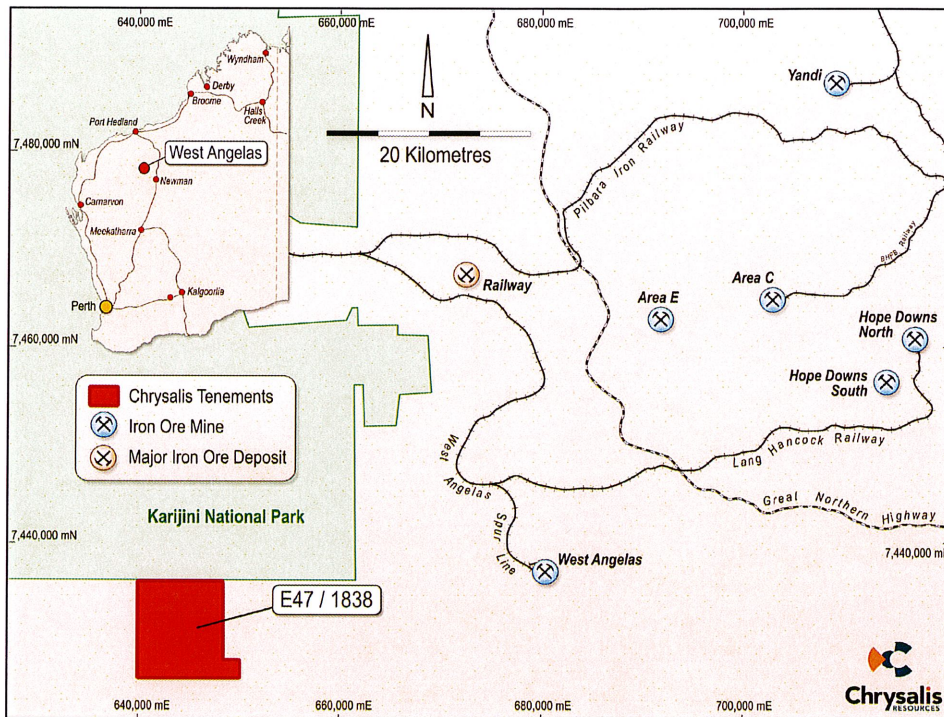 640,000 mE
660,000 mE
680,000 mE
700,000 mE
Wyndham
Derby
Broome
Halls
Creek
Port Hedland
West Angelas
Newman
Carnarvon
Meekatharra
Kalgoorlie
Perth
7,480,000 mN
7,460,000 mN
7,440,000 mN
N
20 Kilometres
Yandi
Pilbara Iron Railway
BHPB Railway
Railway
Area E
Area C
Hope Downs
North
Hope Downs
South
Lang Hancock Railway
Great Northern Highway
West Angelas Spur Line
West Angelas
7,440,000 mN
Chrysalis Tenements
Iron Ore Mine
Major Iron Ore Deposit
Karijini National Park
E47 / 1838
640,000 mE
660,000 mE
680,000 mE
700,000 mE
Chrysalis
RESOURCES